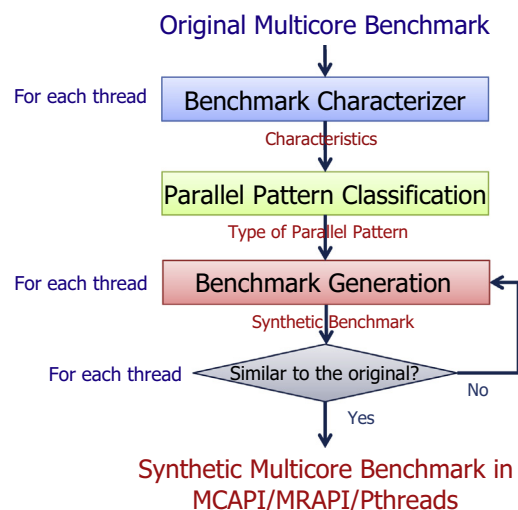 Original Multicore Benchmark
For each thread
Benchmark Characterizer
Characteristics
Parallel Pattern Classification
Type of Parallel Pattern
For each thread
Benchmark Generation
Synthetic Benchmark
For each thread
Similar to the original?
No
Yes
Synthetic Multicore Benchmark in
MCAPI/MRAPI/Pthreads